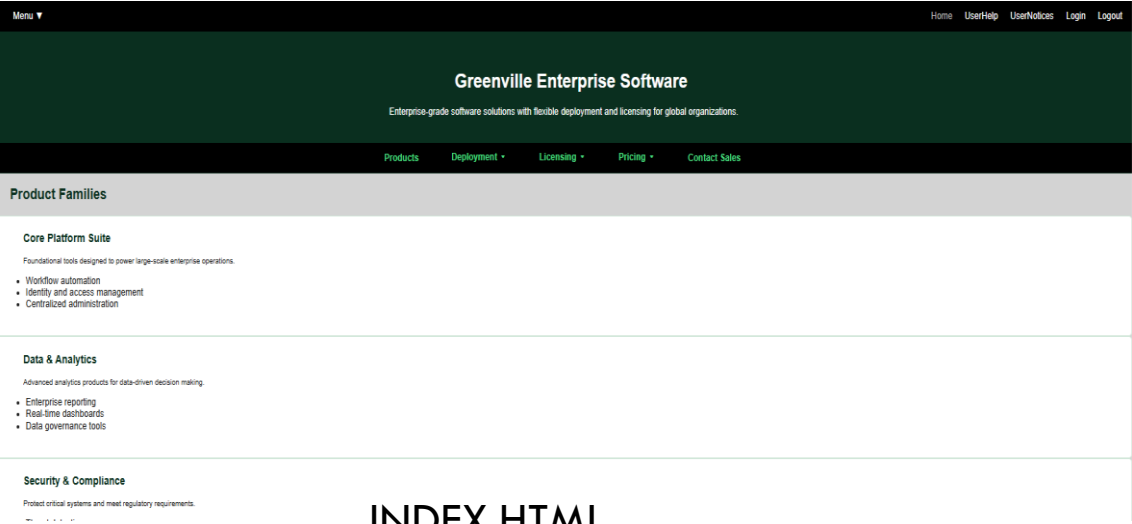 Menu ▼ Home UserHelp UserNotices Login Logout
Greenville Enterprise Software
Enterprise-grade software solutions with flexible deployment and licensing for global organizations.
Products Deployment ▾ Licensing ▾ Pricing ▾ Contact Sales
Product Families
Core Platform Suite
Foundational tools designed to power large-scale enterprise operations.
• Workflow automation
• Identity and access management
• Centralized administration
Data & Analytics
Advanced analytics products for data-driven decision making.
• Enterprise reporting
• Real-time dashboards
• Data governance tools
Security & Compliance
Protect critical systems and meet regulatory requirements.
INDEX.HTML